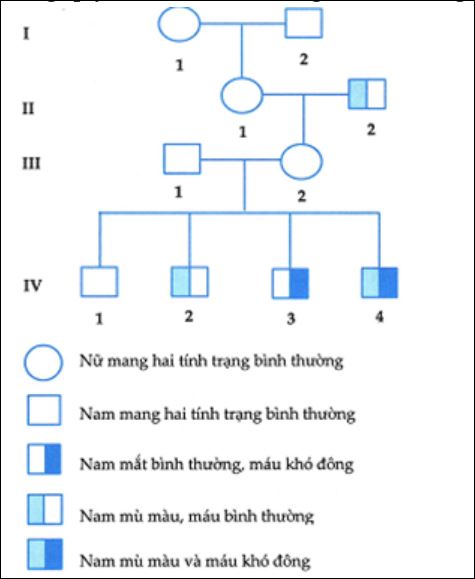 I
1
2
II
1
2
III
1
2
IV
1
2
3
4
Nữ mang hai tính trạng bình thường
Nam mang hai tính trạng bình thường
Nam mắt bình thường, máu khó đông
Nam mù màu, máu bình thường
Nam mù màu và máu khó đông